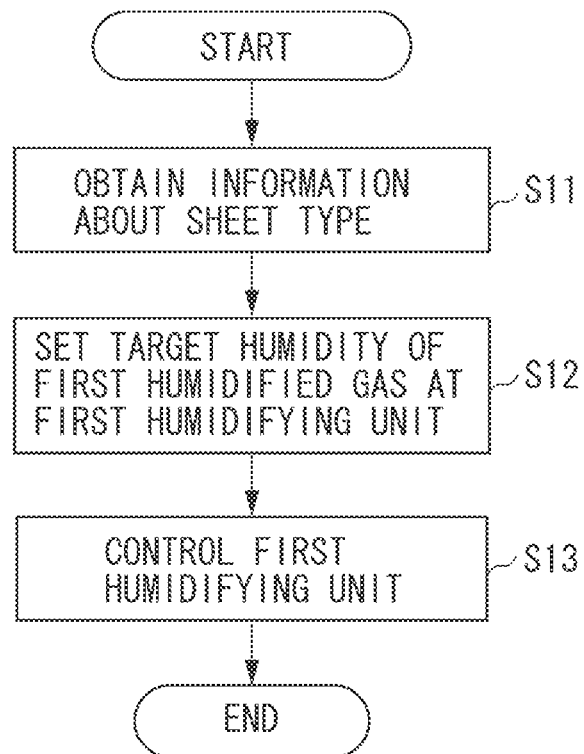 START
OBTAIN INFORMATION
ABOUT SHEET TYPE
S11
SET TARGET HUMIDITY OF
FIRST HUMIDIFIED GAS AT
FIRST HUMIDIFYING UNIT
S12
CONTROL FIRST
HUMIDIFYING UNIT
S13
END